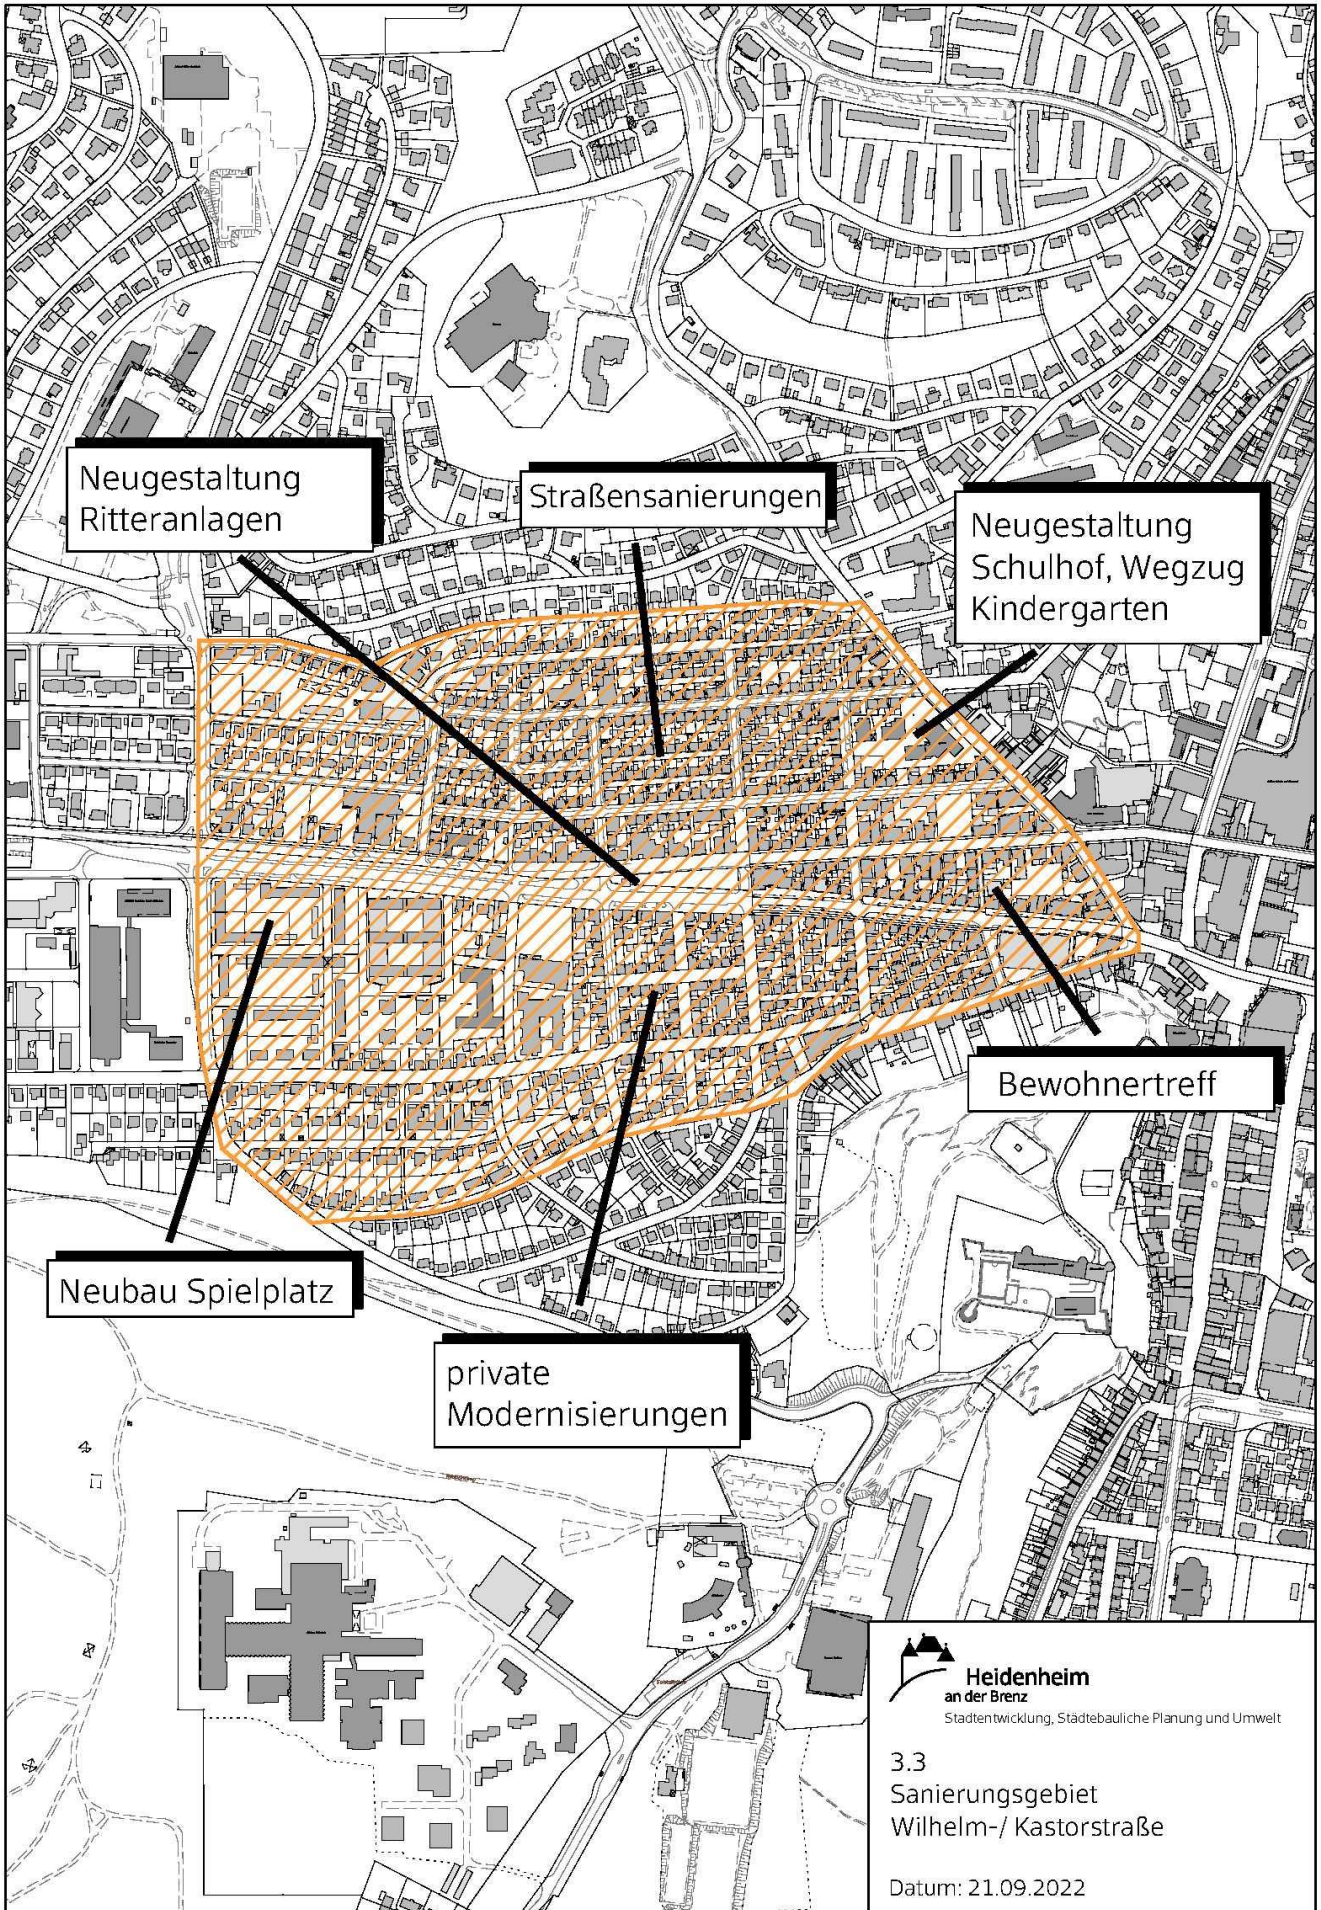 Neugestaltung
Ritteranlagen
Straßensanierungen
Neugestaltung
Schulhof, Wegzug
Kindergarten
Bewohnertreff
Neubau Spielplatz
private
Modernisierungen
Heidenheim
an der Brenz
Stadtentwicklung, Städtebauliche Planung und Umwelt
3.3
Sanierungsgebiet
Wilhelm-/ Kastorstraße
Datum: 21.09.2022